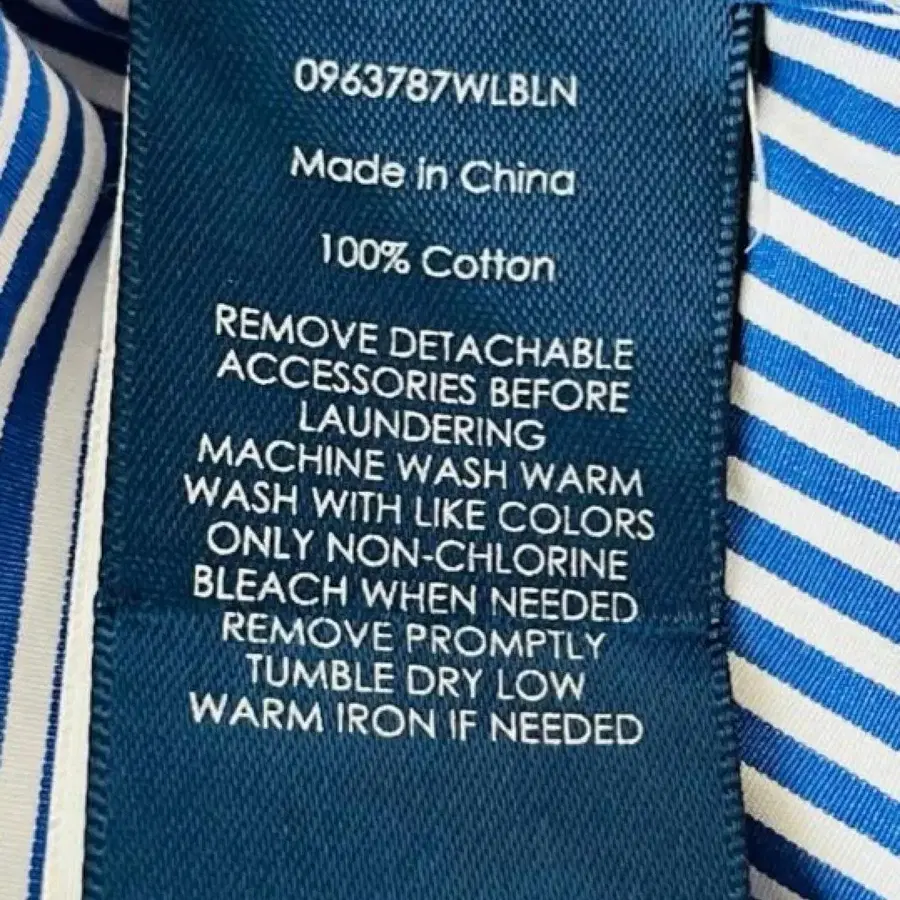 0963787WLBLN
Made in China
100% Cotton
REMOVE DETACHABLE
ACCESSORIES BEFORE
LAUNDERING
MACHINE WASH WARM
WASH WITH LIKE COLORS
ONLY NON-CHLORINE
BLEACH WHEN NEEDED
REMOVE PROMPTLY
TUMBLE DRY LOW
WARM IRON IF NEEDED